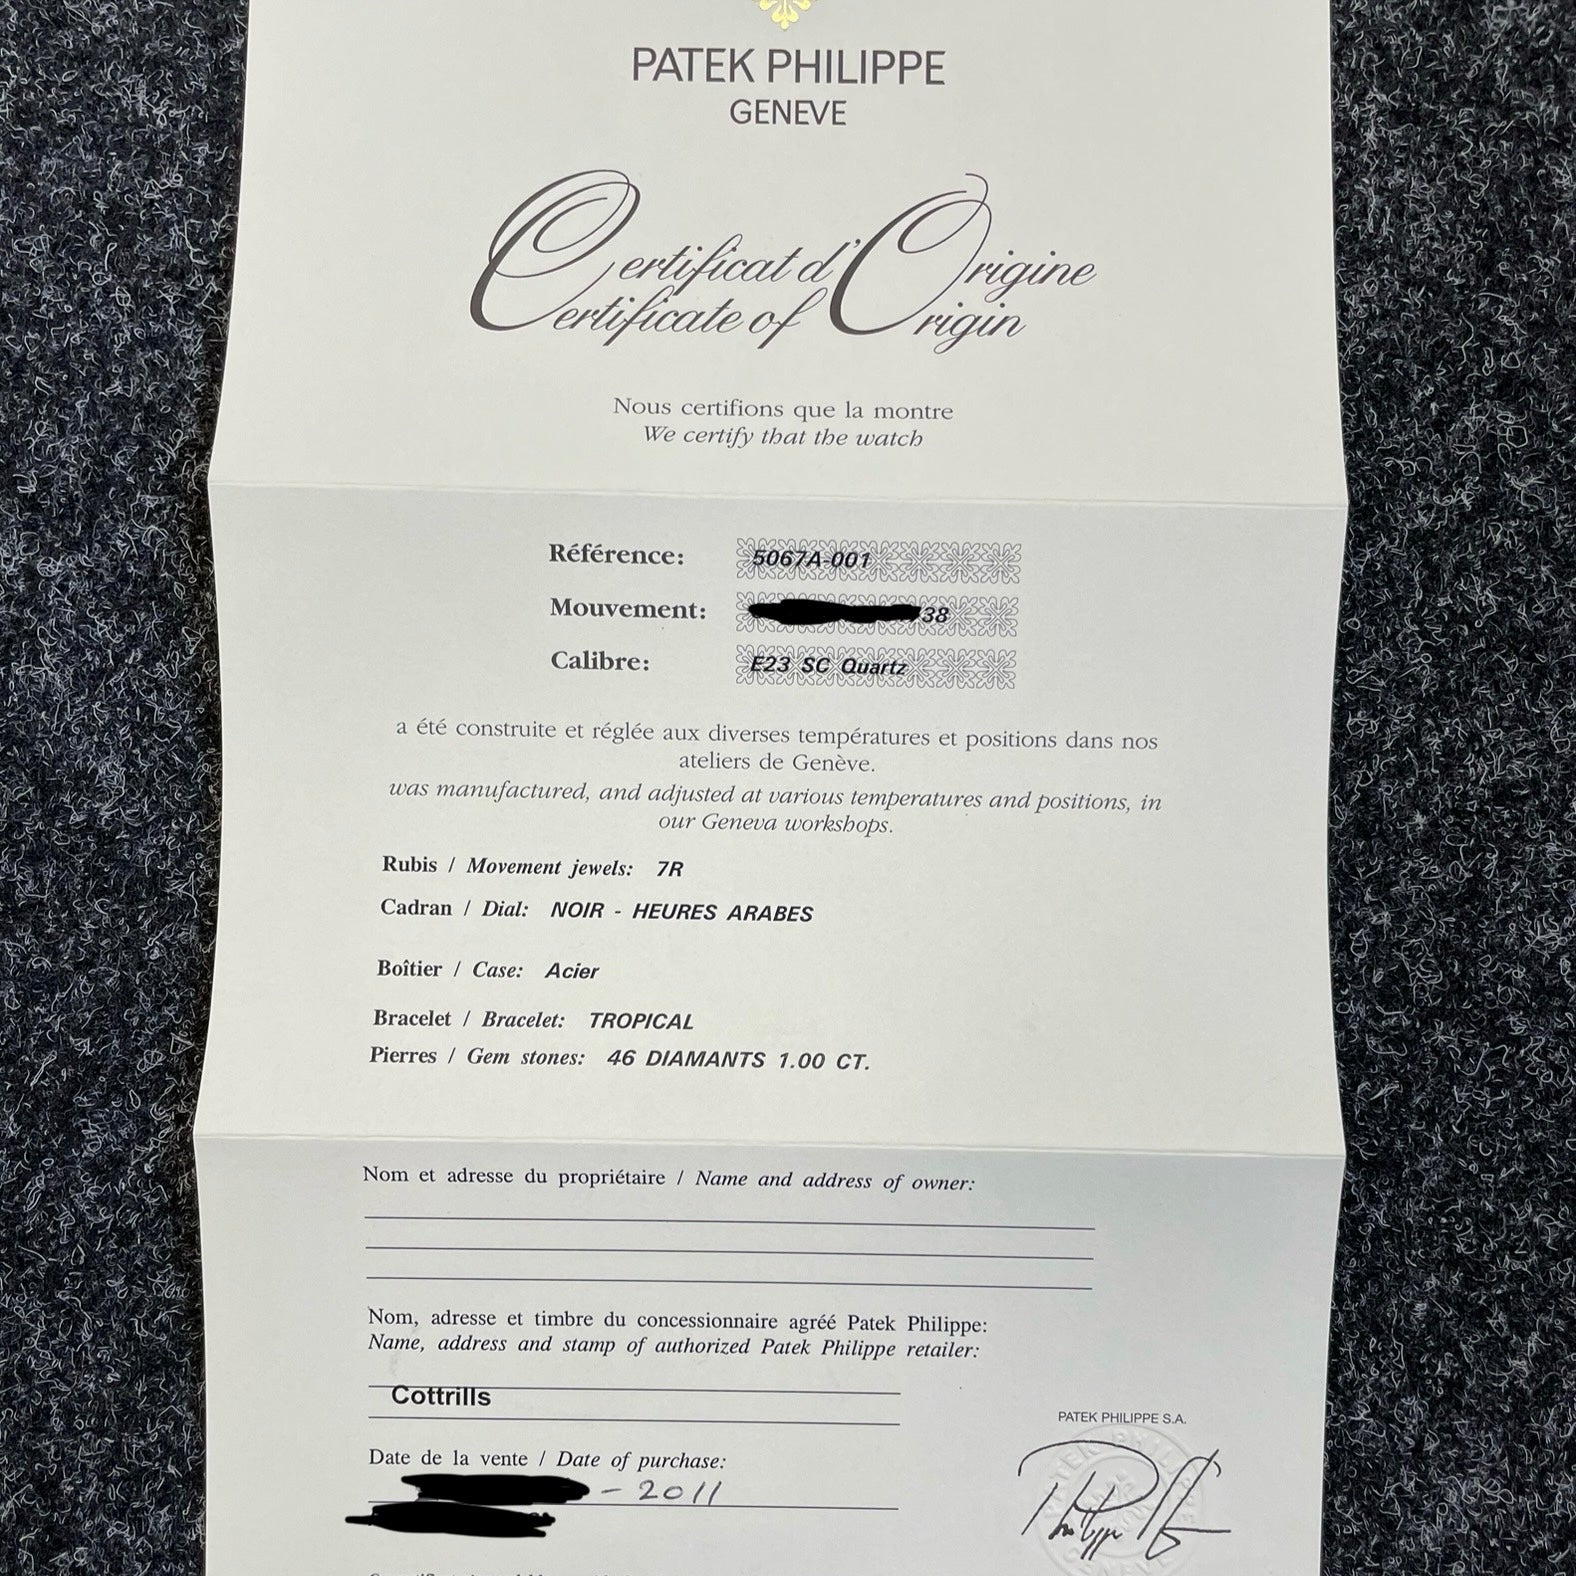 PATEK PHILIPPE
GENEVE
Certificat d'Origine
Certificate of Origin
Nous certifions que la montre
We certify that the watch
Référence: 5067A-001
Mouvement: 38
Calibre: E23 SC Quartz
a été construite et réglée aux diverses températures et positions dans nos
ateliers de Genève.
was manufactured, and adjusted at various temperatures and positions, in
our Geneva workshops.
Rubis / Movement jewels: 7R
Cadran / Dial: NOIR - HEURES ARABES
Boîtier / Case: Acier
Bracelet / Bracelet: TROPICAL
Pierres / Gem stones: 46 DIAMANTS 1.00 CT.
Nom et adresse du propriétaire / Name and address of owner:
Nom, adresse et timbre du concessionnaire agréé Patek Philippe:
Name, address and stamp of authorized Patek Philippe retailer:
Cottrills
PATEK PHILIPPE S.A.
Date de la vente / Date of purchase:
- 2011